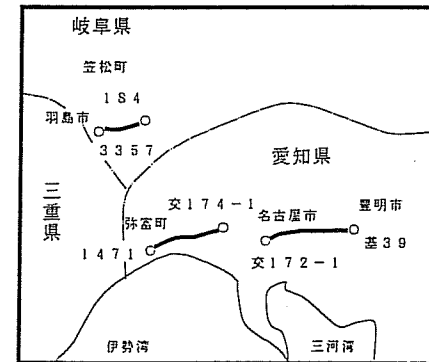 岐阜県
笠松町
1S4
羽島市
3357
愛知県
三重県
交174-1
弥富町
1471
名古屋市
豊明市
基39
交172-1
伊勢湾
三河湾